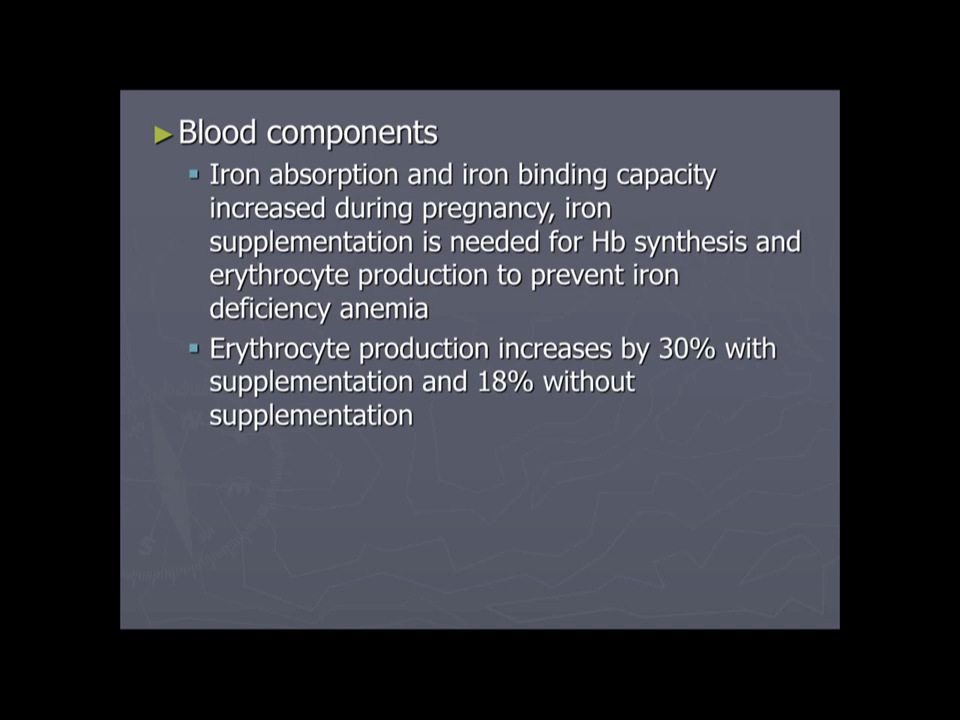 Blood components
Iron absorption and iron binding capacity
increased during pregnancy, iron
supplementation is needed for Hb synthesis and
erythrocyte production to prevent iron
deficiency anemia
Erythrocyte production increases by 30% with
supplementation and 18% without
supplementation